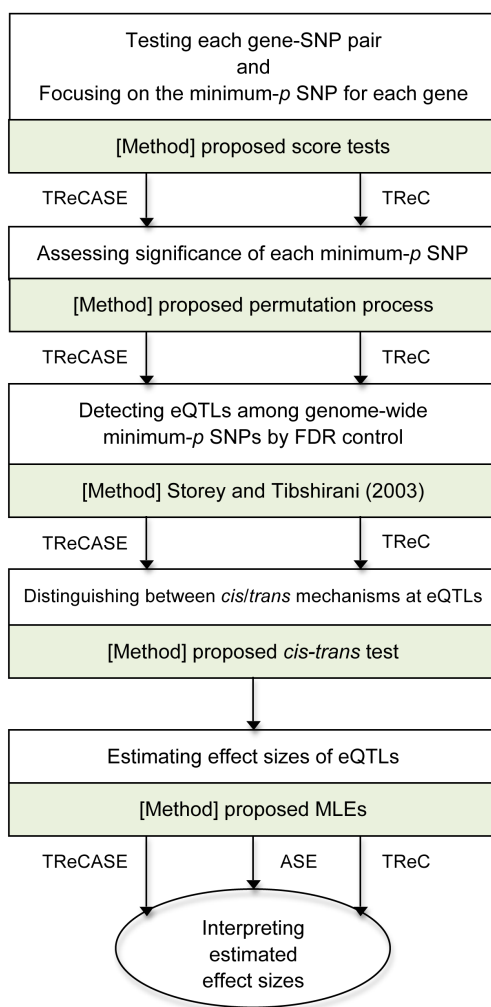 Testing each gene-SNP pair
and
Focusing on the minimum-p SNP for each gene
[Method] proposed score tests
TReCASE TReC
Assessing significance of each minimum-p SNP
[Method] proposed permutation process
TReCASE TReC
Detecting eQTLs among genome-wide
minimum-p SNPs by FDR control
[Method] Storey and Tibshirani (2003)
TReCASE TReC
Distinguishing between cis/trans mechanisms at eQTLs
[Method] proposed cis-trans test
Estimating effect sizes of eQTLs
[Method] proposed MLEs
TReCASE ASE TReC
Interpreting
estimated
effect sizes